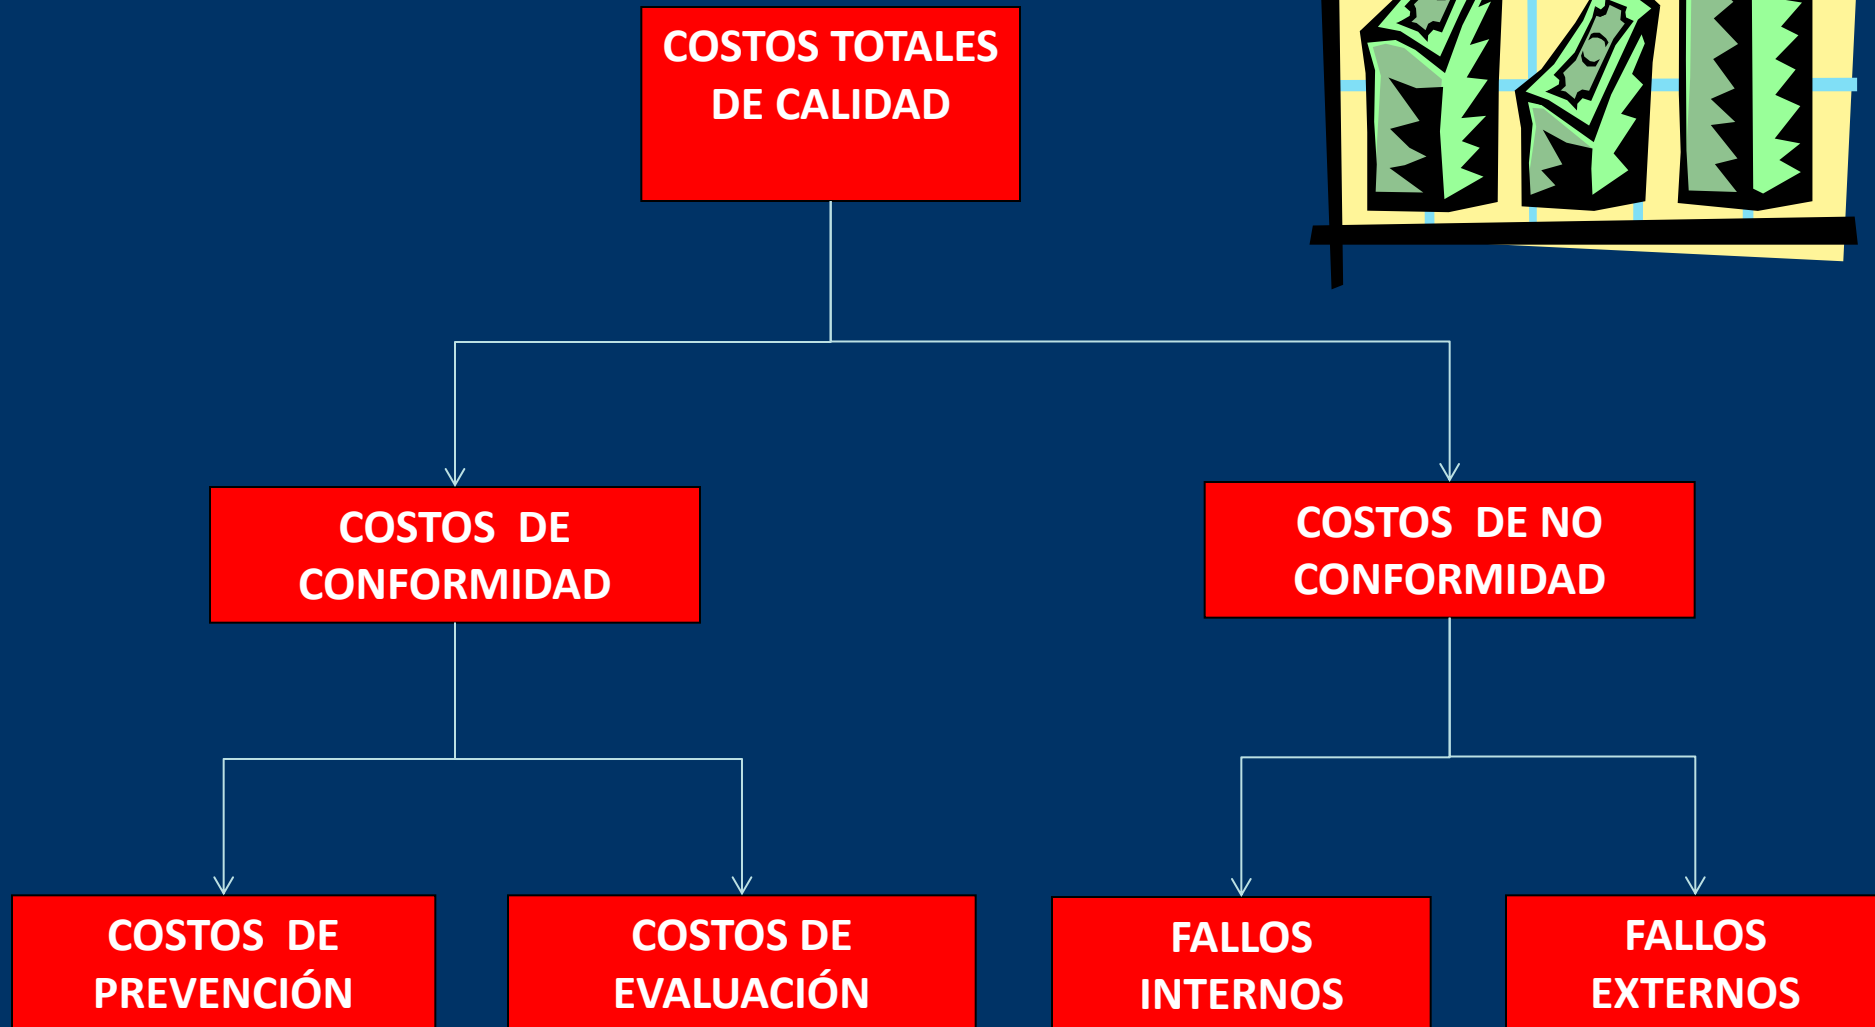 COSTOS TOTALES
DE CALIDAD
COSTOS DE
CONFORMIDAD
COSTOS DE NO
CONFORMIDAD
COSTOS DE
PREVENCIÓN
COSTOS DE
EVALUACIÓN
FALLOS
INTERNOS
FALLOS
EXTERNOS